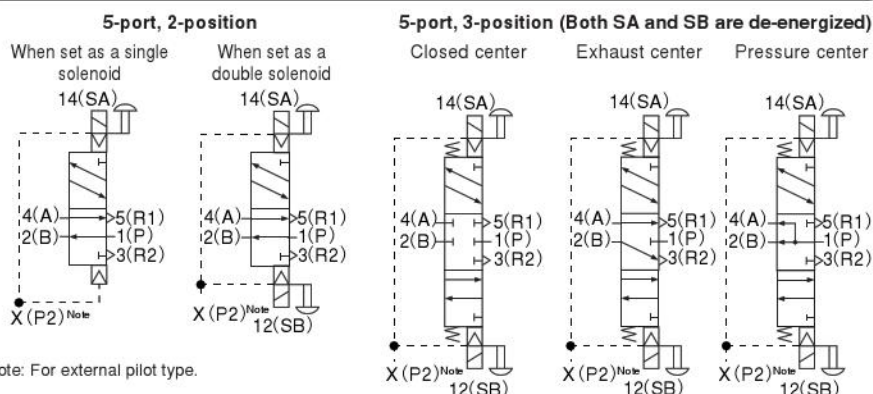 5-port, 2-position
When set as a single
solenoid
When set as a
double solenoid
14(SA)
4(A)
2(B)
5(R1)
1(P)
3(R2)
X(P2)Note
14(SA)
4(A)
2(B)
5(R1)
1(P)
3(R2)
X(P2)Note
12(SB)
5-port, 3-position (Both SA and SB are de-energized)
Closed center
Exhaust center
Pressure center
14(SA)
4(A)
2(B)
5(R1)
1(P)
3(R2)
X(P2)Note
12(SB)
14(SA)
4(A)
2(B)
5(R1)
1(P)
3(R2)
X(P2)Note
12(SB)
14(SA)
4(A)
2(B)
5(R1)
1(P)
3(R2)
X(P2)Note
12(SB)
ote: For external pilot type.